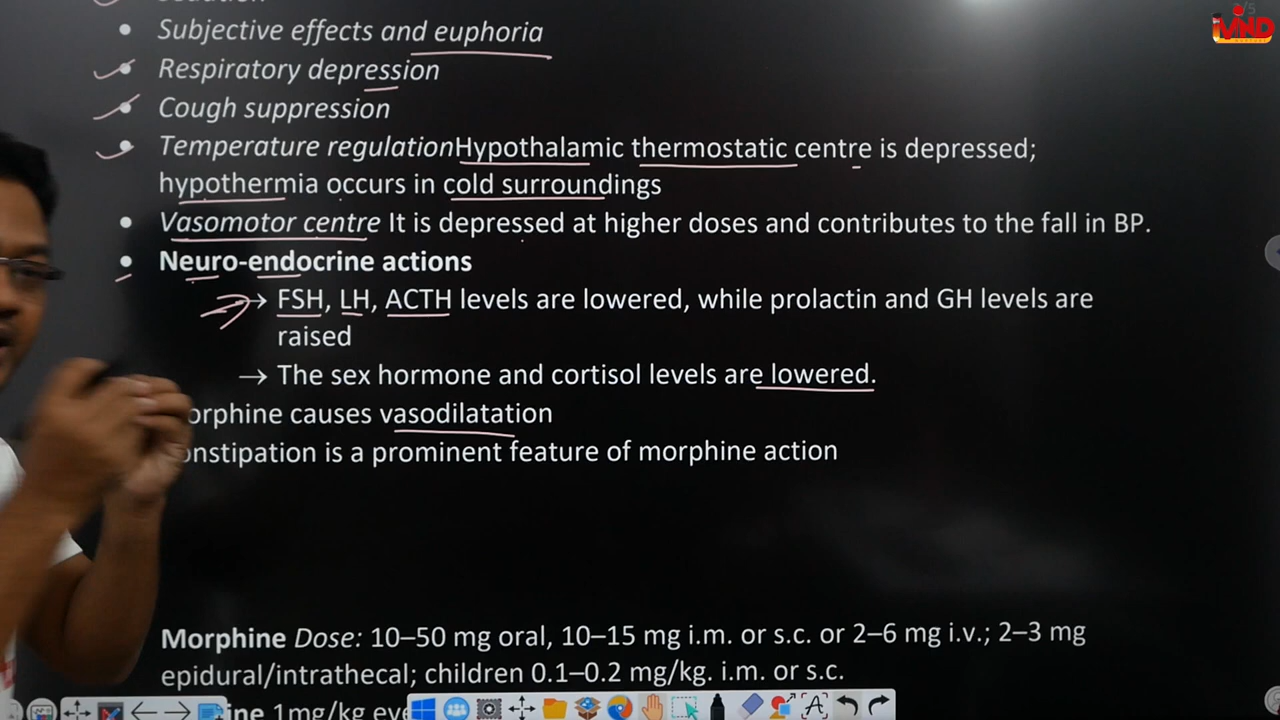 Subjective effects and euphoria
Respiratory depression
Cough suppression
Temperature regulationHypothalamic thermostatic centre is depressed;
hypothermia occurs in cold surroundings
Vasomotor centre It is depressed at higher doses and contributes to the fall in BP.
Neuro-endocrine actions
→ FSH, LH, ACTH levels are lowered, while prolactin and GH levels are
raised
→ The sex hormone and cortisol levels are lowered.
orphine causes vasodilatation
onstipation is a prominent feature of morphine action
Morphine Dose: 10–50 mg oral, 10–15 mg i.m. or s.c. or 2–6 mg i.v.; 2–3 mg
epidural/intrathecal; children 0.1–0.2 mg/kg. i.m. or s.c.
ine 1mg/kg eve